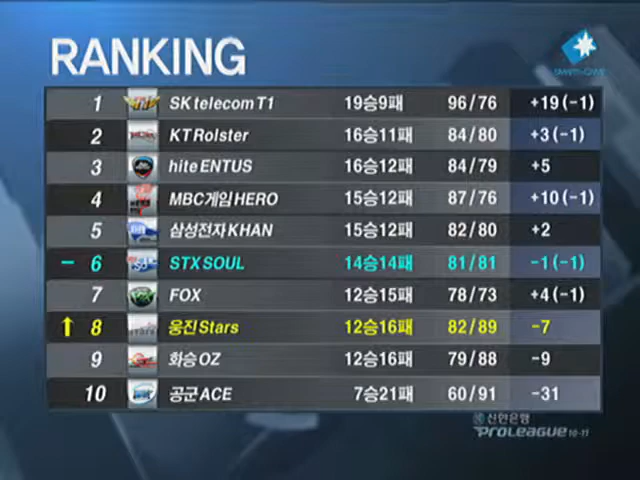 RANKING
1 SK telecom T1 19승9패 96/76 +19(-1)
2 KT Rolster 16승11패 84/80 +3(-1)
3 hite ENTUS 16승12패 84/79 +5
4 MBC게임 HERO 15승12패 87/76 +10(-1)
5 삼성전자 KHAN 15승12패 82/80 +2
– 6 STX SOUL 14승14패 81/81 -1(-1)
7 FOX 12승15패 78/73 +4(-1)
↑ 8 웅진 Stars 12승16패 82/89 -7
9 화승 OZ 12승16패 79/88 -9
10 공군 ACE 7승21패 60/91 -31
신한은행
PROLEAGUE 10-11